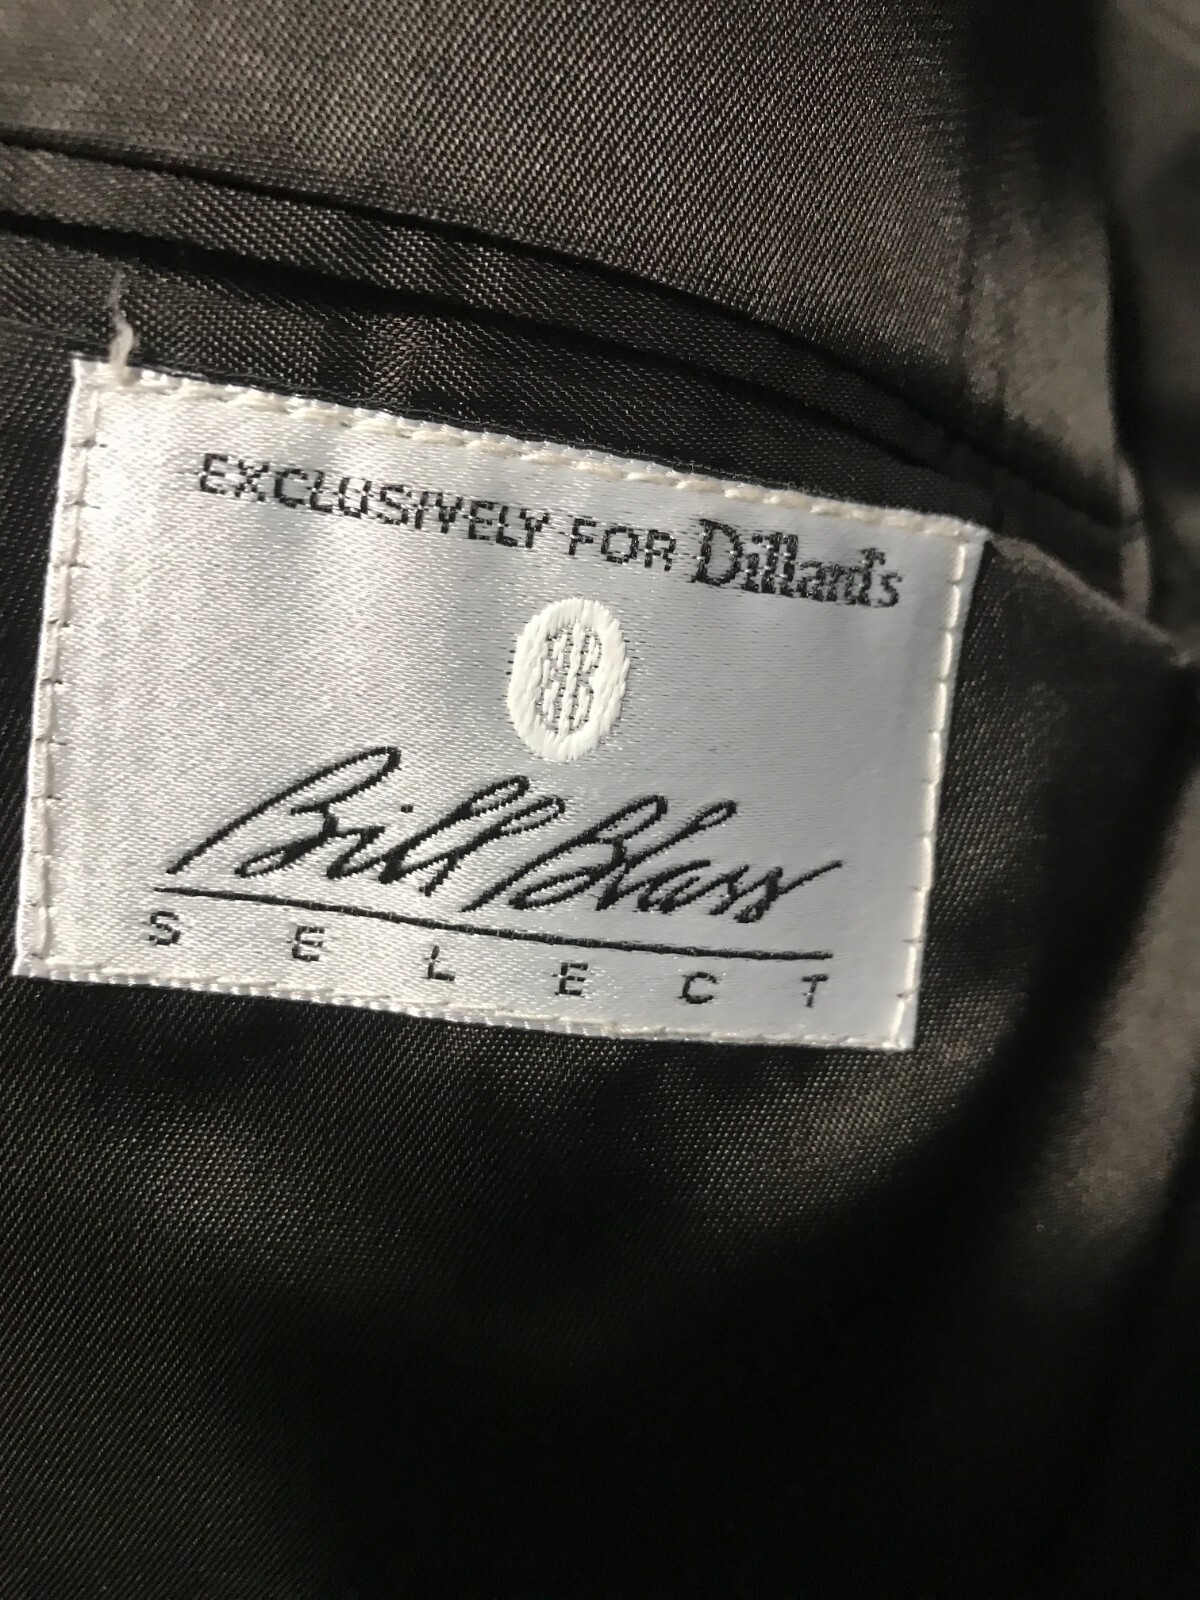 EXCLUSIVELY FOR Dillard's
BB
Bill Blass
SELECT